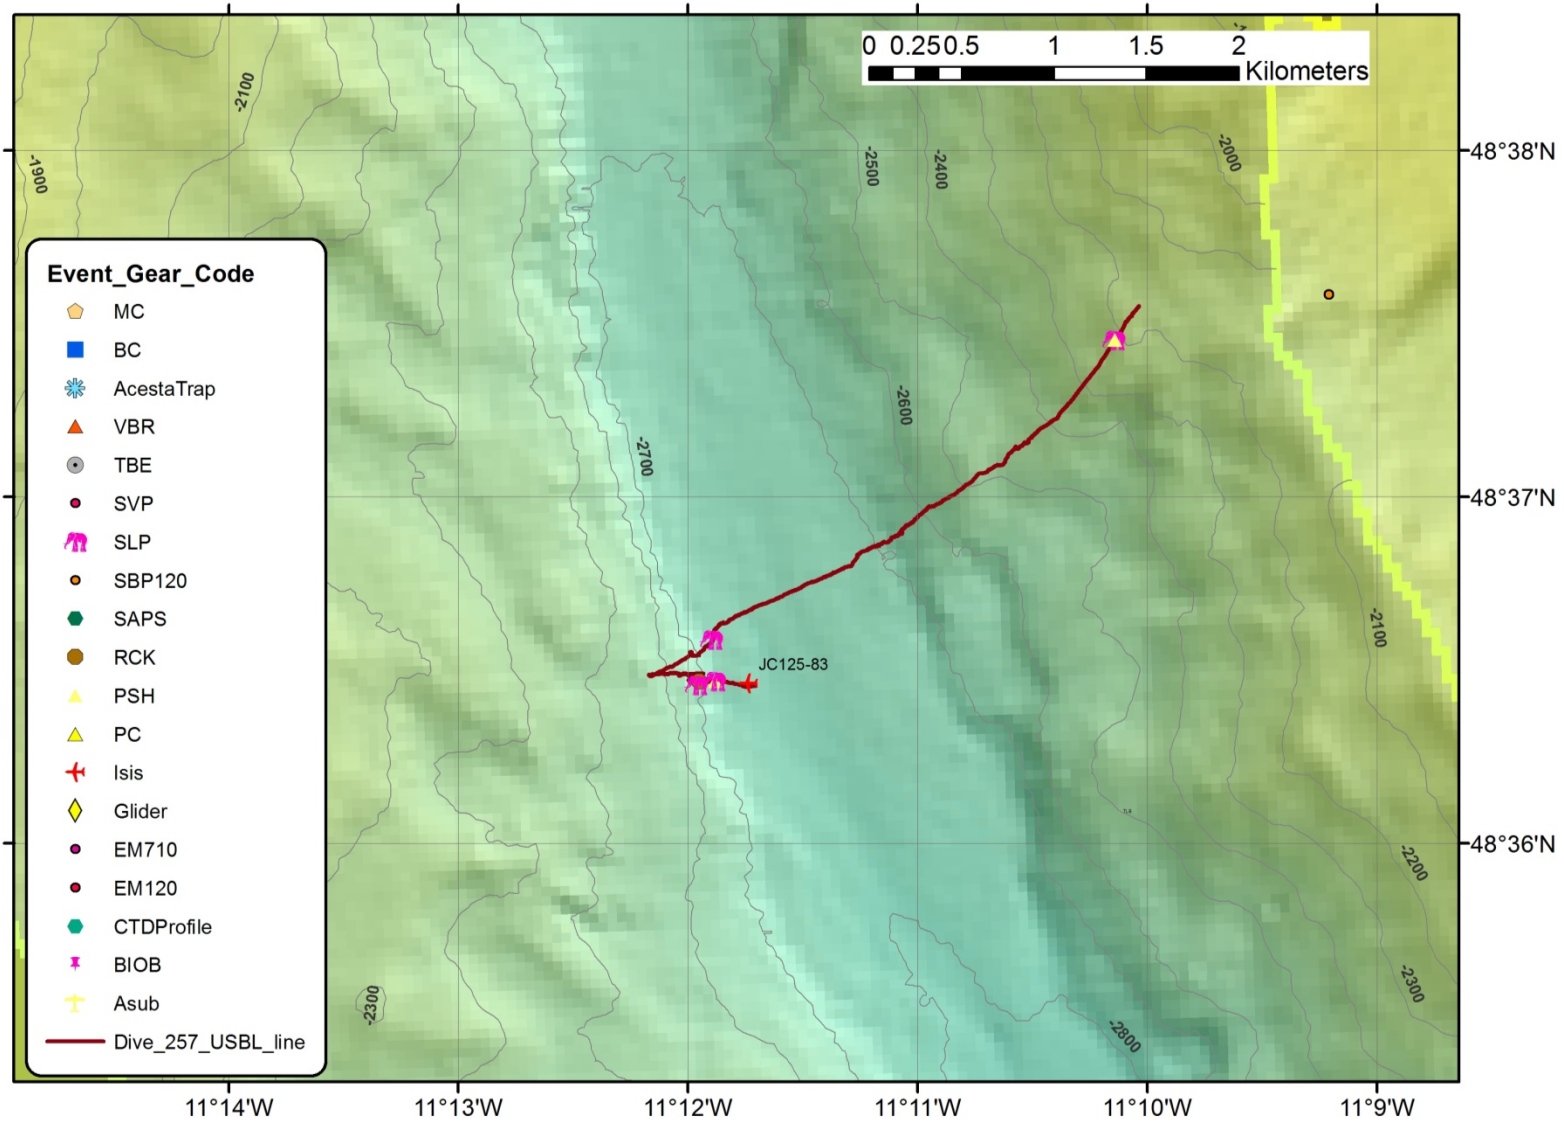 0 0.25 0.5 1 1.5 2
Kilometers
-2100
-1900
-2500
-2400
-2000
48°38'N
Event_Gear_Code
MC
BC
AcestaTrap
VBR
TBE
SVP
SLP
SBP120
SAPS
RCK
PSH
PC
Isis
Glider
EM710
EM120
CTDProfile
BIOB
Asub
Dive_257_USBL_line
-2600
-2700
48°37'N
-2100
JC125-83
48°36'N
-2200
-2300
-2300
-2800
11°14'W 11°13'W 11°12'W 11°11'W 11°10'W 11°9'W